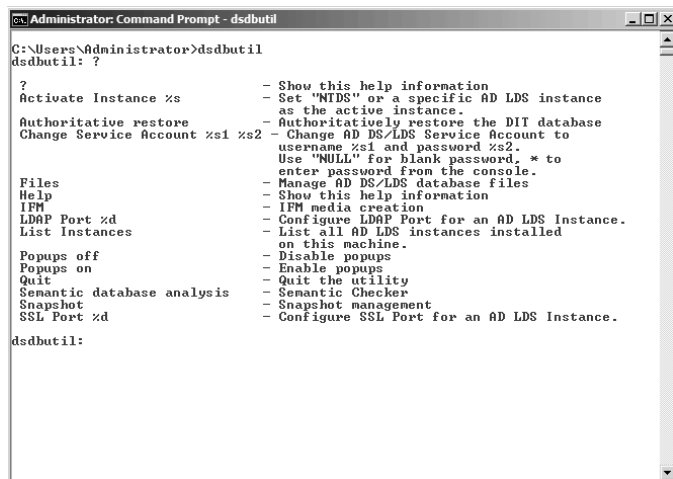 Administrator: Command Prompt - dsdbutil
C:\Users\Administrator>dsdbutil
dsdbutil: ?
? - Show this help information
Activate Instance %s - Set "NTDS" or a specific AD LDS instance
as the active instance.
Authoritative restore - Authoritatively restore the DIT database
Change Service Account %s1 %s2 - Change AD DS/LDS Service Account to
username %s1 and password %s2.
Use "NULL" for blank password, * to
enter password from the console.
Files - Manage AD DS/LDS database files
Help - Show this help information
IFM - IFM media creation
LDAP Port %d - Configure LDAP Port for an AD LDS Instance.
List Instances - List all AD LDS instances installed
on this machine.
Popups off - Disable popups
Popups on - Enable popups
Quit - Quit the utility
Semantic database analysis - Semantic Checker
Snapshot - Snapshot management
SSL Port %d - Configure SSL Port for an AD LDS Instance.
dsdbutil: